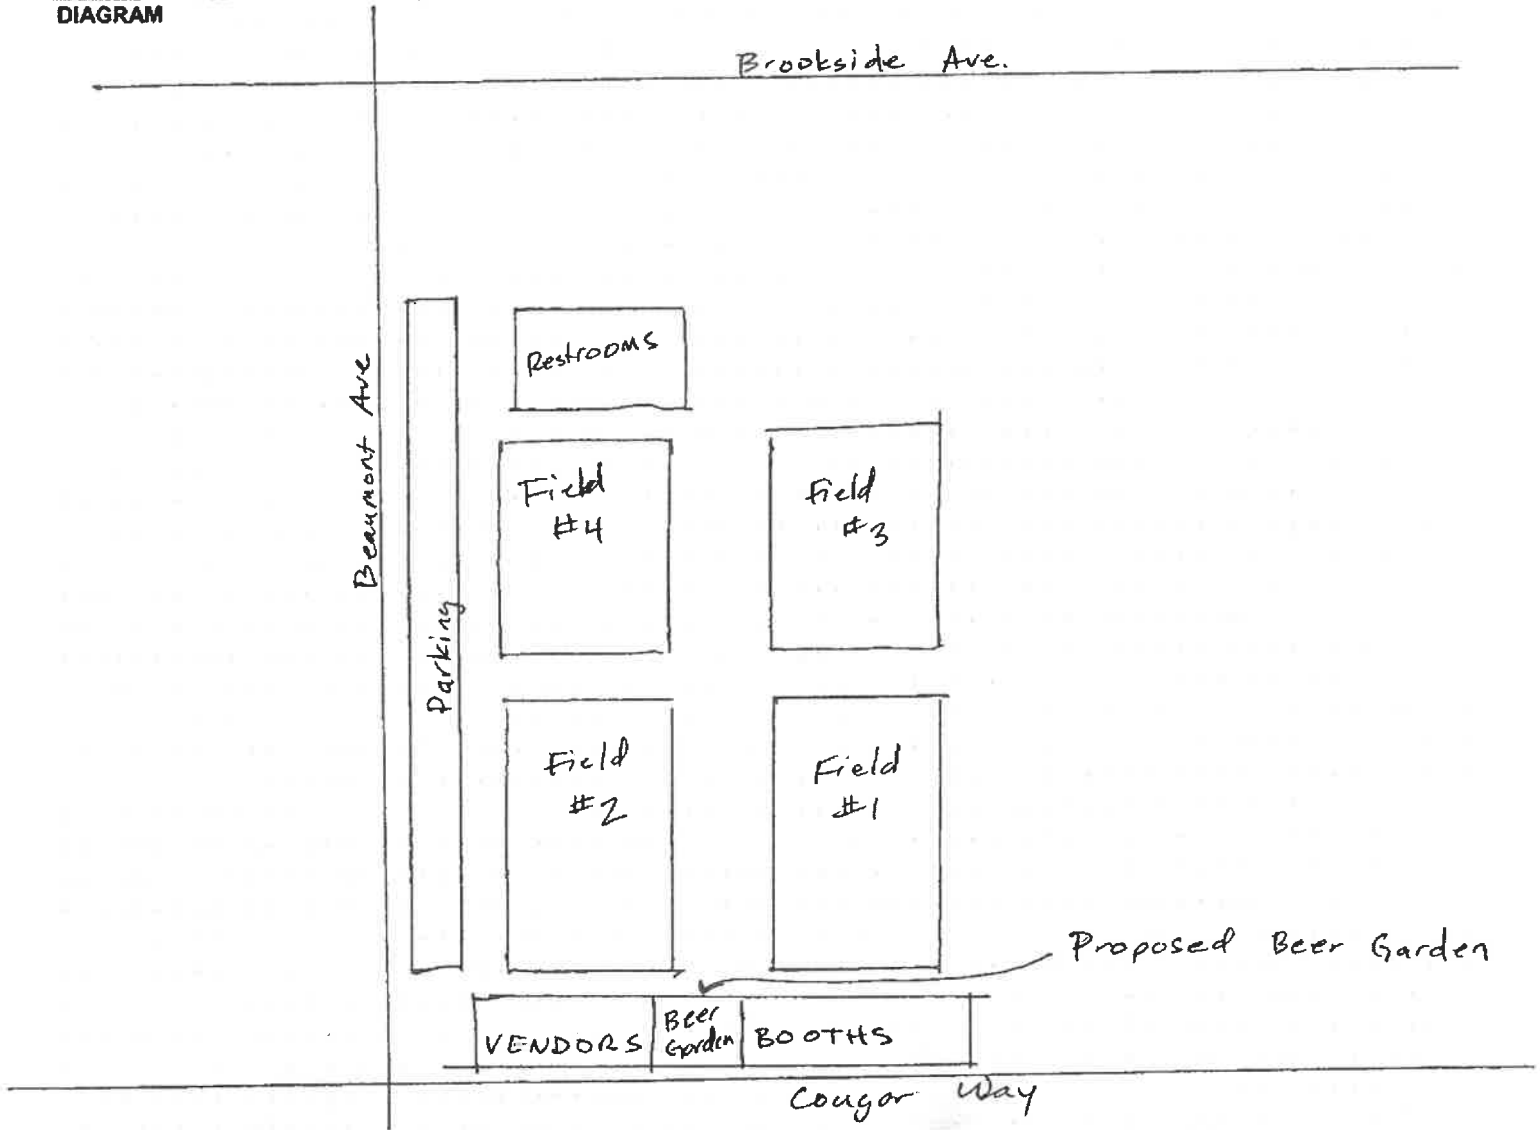 DIAGRAM
Brookside Ave.
Beaumont Ave
Parking
Restrooms
Field
#4
Field
#3
Field
#2
Field
#1
Proposed Beer Garden
VENDORS
Beer
Garden
BOOTHS
Cougar Way